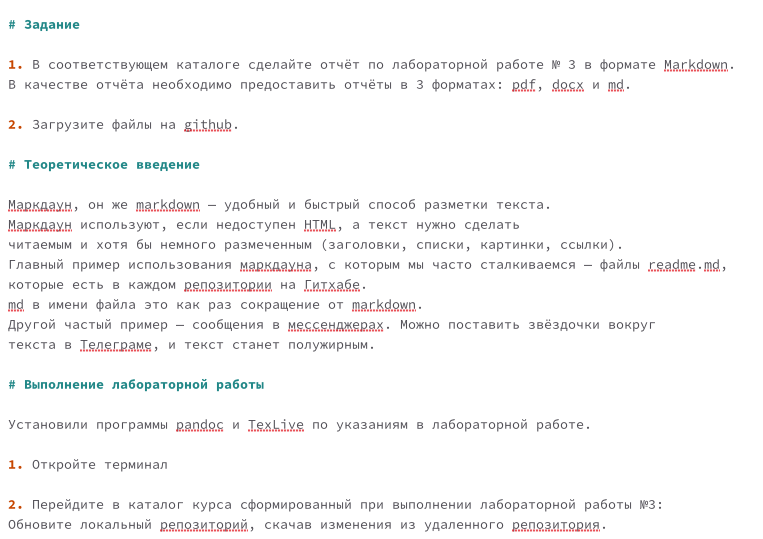 # Задание
1. В соответствующем каталоге сделайте отчёт по лабораторной работе № 3 в формате Markdown.
В качестве отчёта необходимо предоставить отчёты в 3 форматах: pdf, docx и md.
2. Загрузите файлы на github.
# Теоретическое введение
Маркдаун, он же markdown — удобный и быстрый способ разметки текста.
Маркдаун используют, если недоступен HTML, а текст нужно сделать
читаемым и хотя бы немного размеченным (заголовки, списки, картинки, ссылки).
Главный пример использования маркдауна, с которым мы часто сталкиваемся — файлы readme.md,
которые есть в каждом репозитории на Гитхабе.
md в имени файла это как раз сокращение от markdown.
Другой частый пример — сообщения в мессенджерах. Можно поставить звёздочки вокруг
текста в Телеграме, и текст станет полужирным.
# Выполнение лабораторной работы
Установили программы pandoc и TexLive по указаниям в лабораторной работе.
1. Откройте терминал
2. Перейдите в каталог курса сформированный при выполнении лабораторной работы №3:
Обновите локальный репозиторий, скачав изменения из удаленного репозитория.